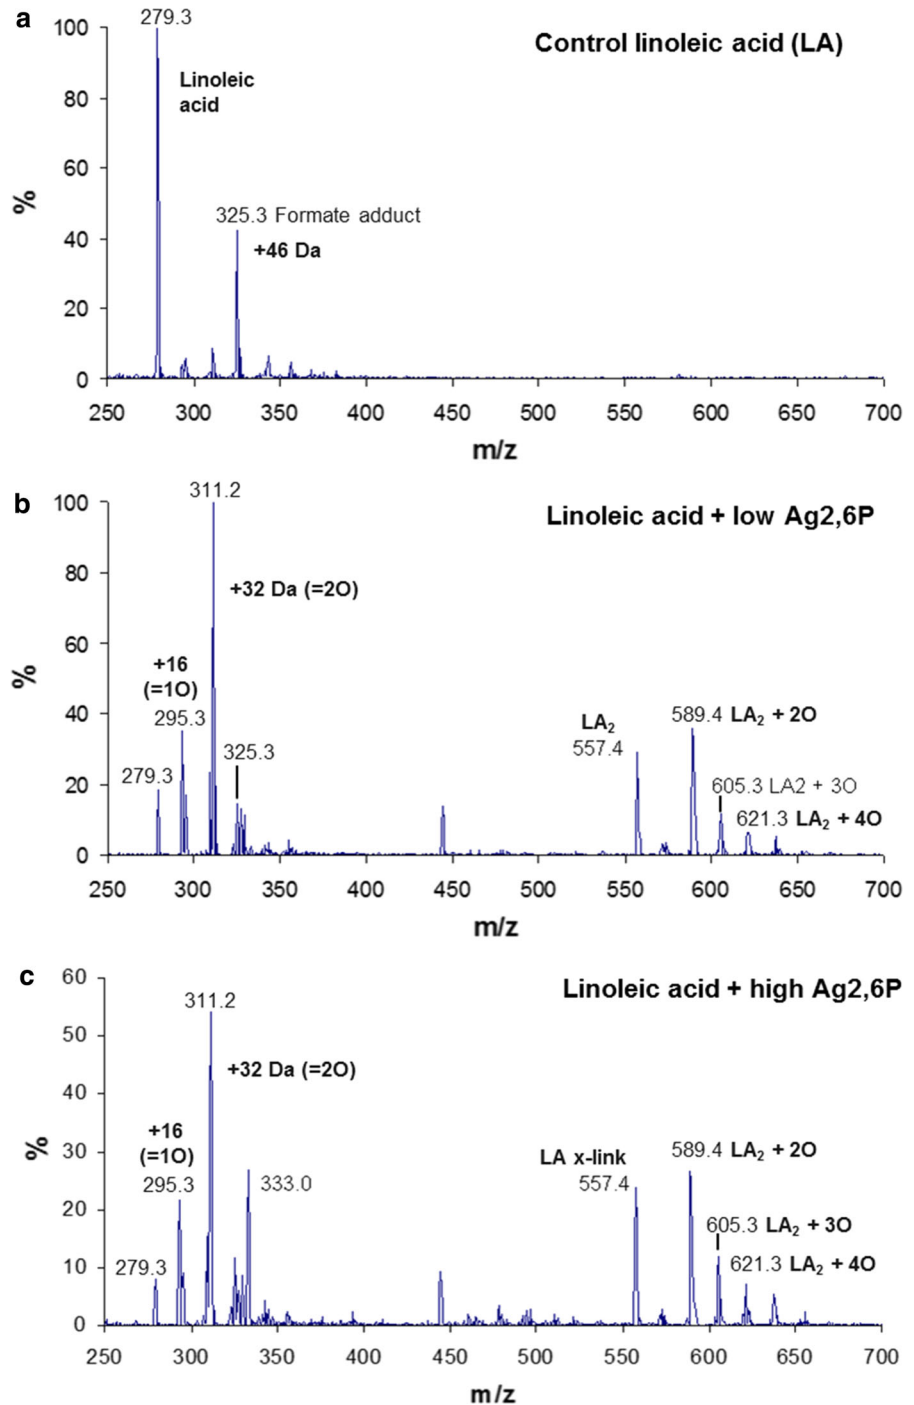 a
Control linoleic acid (LA)
279.3
Linoleic
acid
325.3 Formate adduct
+46 Da
100
80
60
40
20
0
%
250 300 350 400 450 500 550 600 650 700
m/z
b
Linoleic acid + low Ag2,6P
311.2
+32 Da (=2O)
+16
(=1O)
295.3
279.3
325.3
LA₂
557.4
589.4 LA₂ + 2O
605.3 LA2 + 3O
621.3 LA₂ + 4O
100
80
60
40
20
0
%
250 300 350 400 450 500 550 600 650 700
m/z
c
Linoleic acid + high Ag2,6P
311.2
+32 Da (=2O)
+16
(=1O)
295.3
279.3
333.0
LA x-link
557.4
589.4 LA₂ + 2O
605.3 LA₂ + 3O
621.3 LA₂ + 4O
60
50
40
30
20
10
0
%
250 300 350 400 450 500 550 600 650 700
m/z